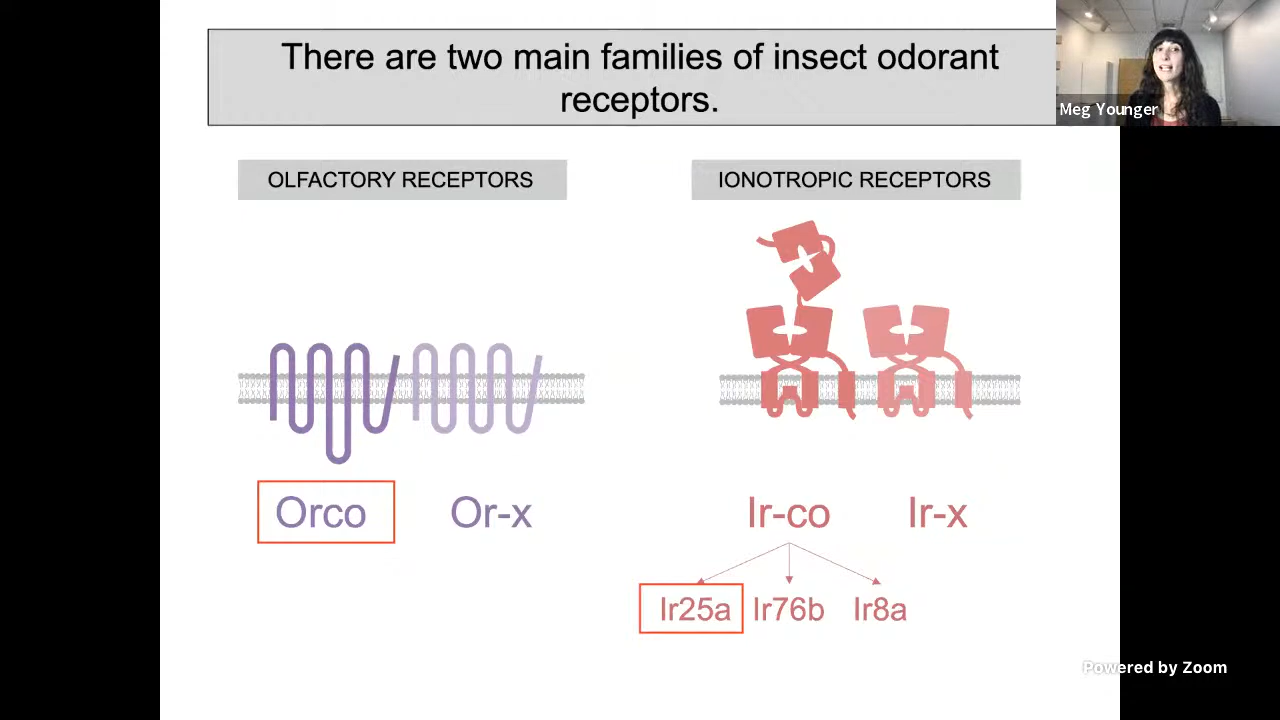 There are two main families of insect odorant
receptors.
Meg Younger
OLFACTORY RECEPTORS
IONOTROPIC RECEPTORS
Orco
Or-x
Ir-co
Ir-x
Ir25a
Ir76b
Ir8a
Powered by Zoom